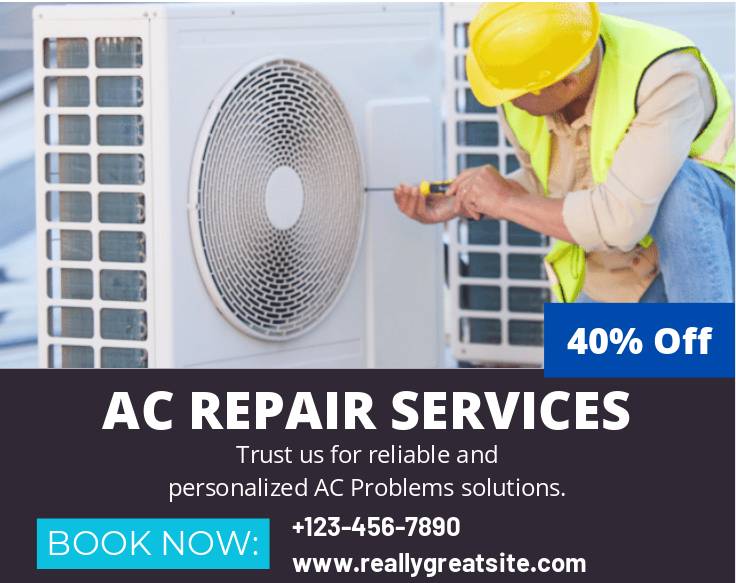 40% Off
AC REPAIR SERVICES
Trust us for reliable and
personalized AC Problems solutions.
BOOK NOW:
+123-456-7890
www.reallygreatsite.com